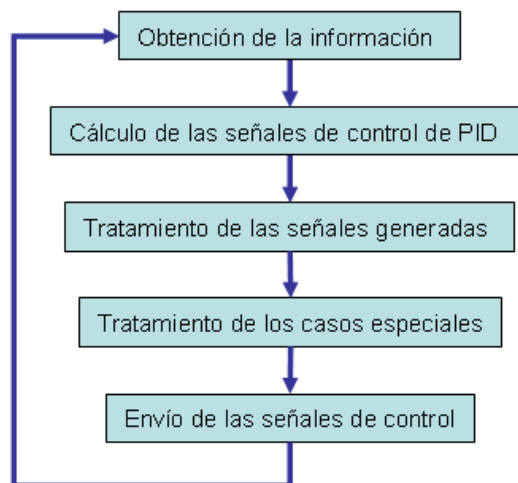 Obtención de la información
Cálculo de las señales de control de PID
Tratamiento de las señales generadas
Tratamiento de los casos especiales
Envío de las señales de control